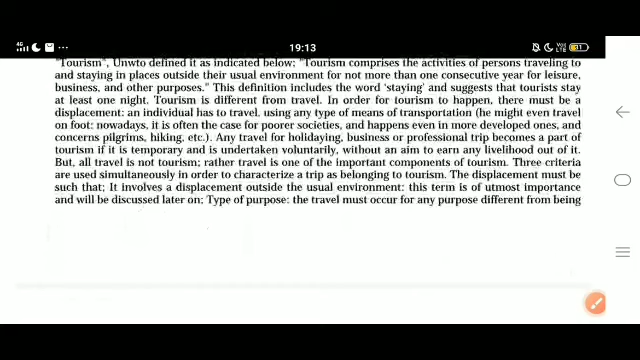 4G 19:13 Vo) LTE 31
"Tourism", Unwto defined it as indicated below; "Tourism comprises the activities of persons traveling to
and staying in places outside their usual environment for not more than one consecutive year for leisure,
business, and other purposes." This definition includes the word 'staying' and suggests that tourists stay
at least one night. Tourism is different from travel. In order for tourism to happen, there must be a
displacement: an individual has to travel, using any type of means of transportation (he might even travel
on foot: nowadays, it is often the case for poorer societies, and happens even in more developed ones, and
concerns pilgrims, hiking, etc.). Any travel for holidaying, business or professional trip becomes a part of
tourism if it is temporary and is undertaken voluntarily, without an aim to earn any livelihood out of it.
But, all travel is not tourism, rather travel is one of the important components of tourism. Three criteria
are used simultaneously in order to characterize a trip as belonging to tourism. The displacement must be
such that; It involves a displacement outside the usual environment: this term is of utmost importance
and will be discussed later on; Type of purpose: the travel must occur for any purpose different from being